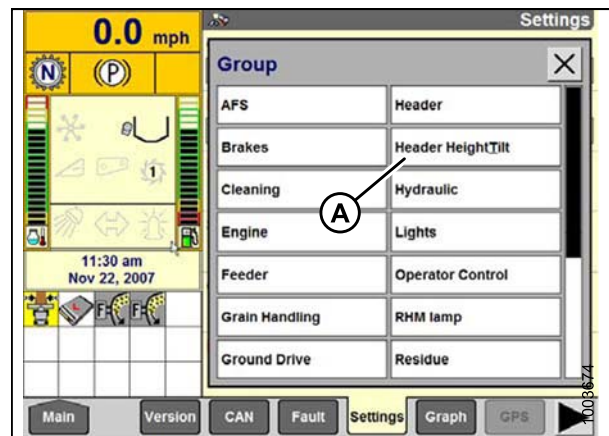 0.0 mph
Settings
N
(P)
Group
X
AFS
Header
Brakes
Header HeightTilt
Cleaning
Hydraulic
A
Engine
Lights
Feeder
Operator Control
Grain Handling
RHM lamp
Ground Drive
Residue
1
11:30 am
Nov 22, 2007
F
F
Main
Version
CAN
Fault
Settings
Graph
GPS
1003674